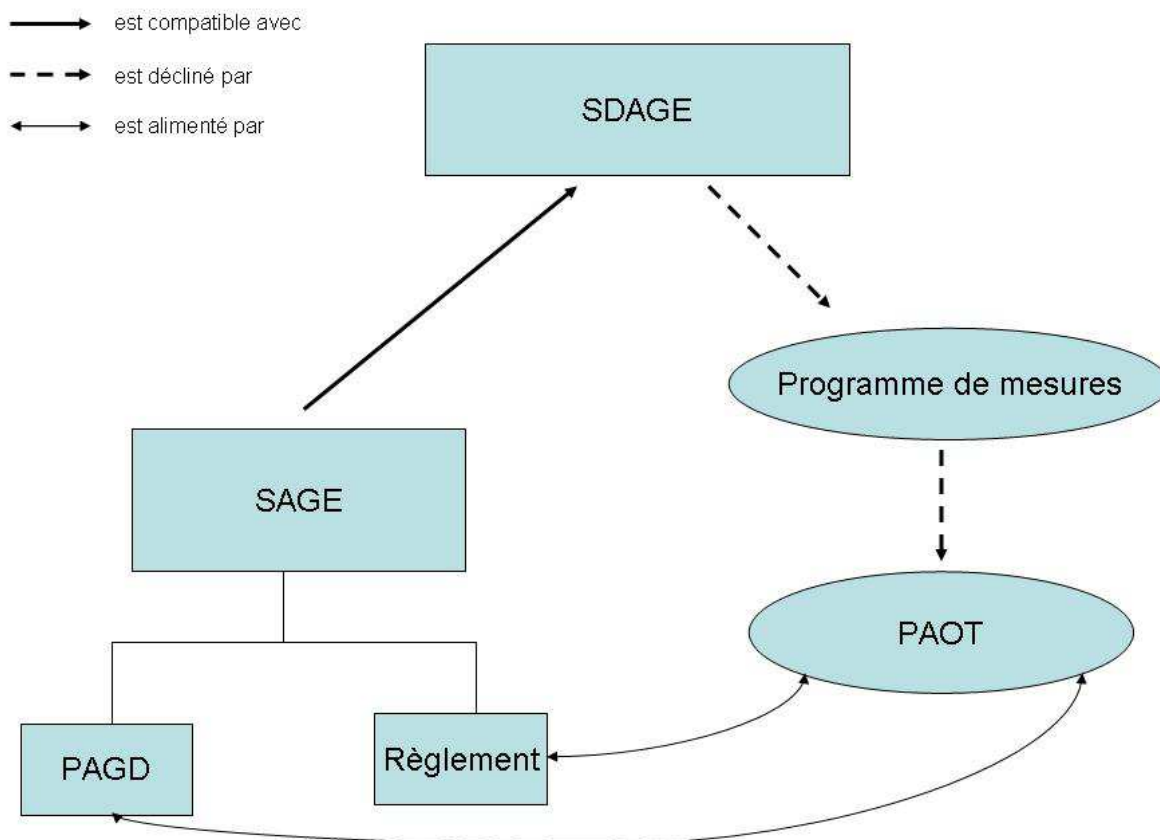 est compatible avec
est décliné par
est alimenté par
SDAGE
Programme de mesures
SAGE
PAOT
PAGD
Règlement